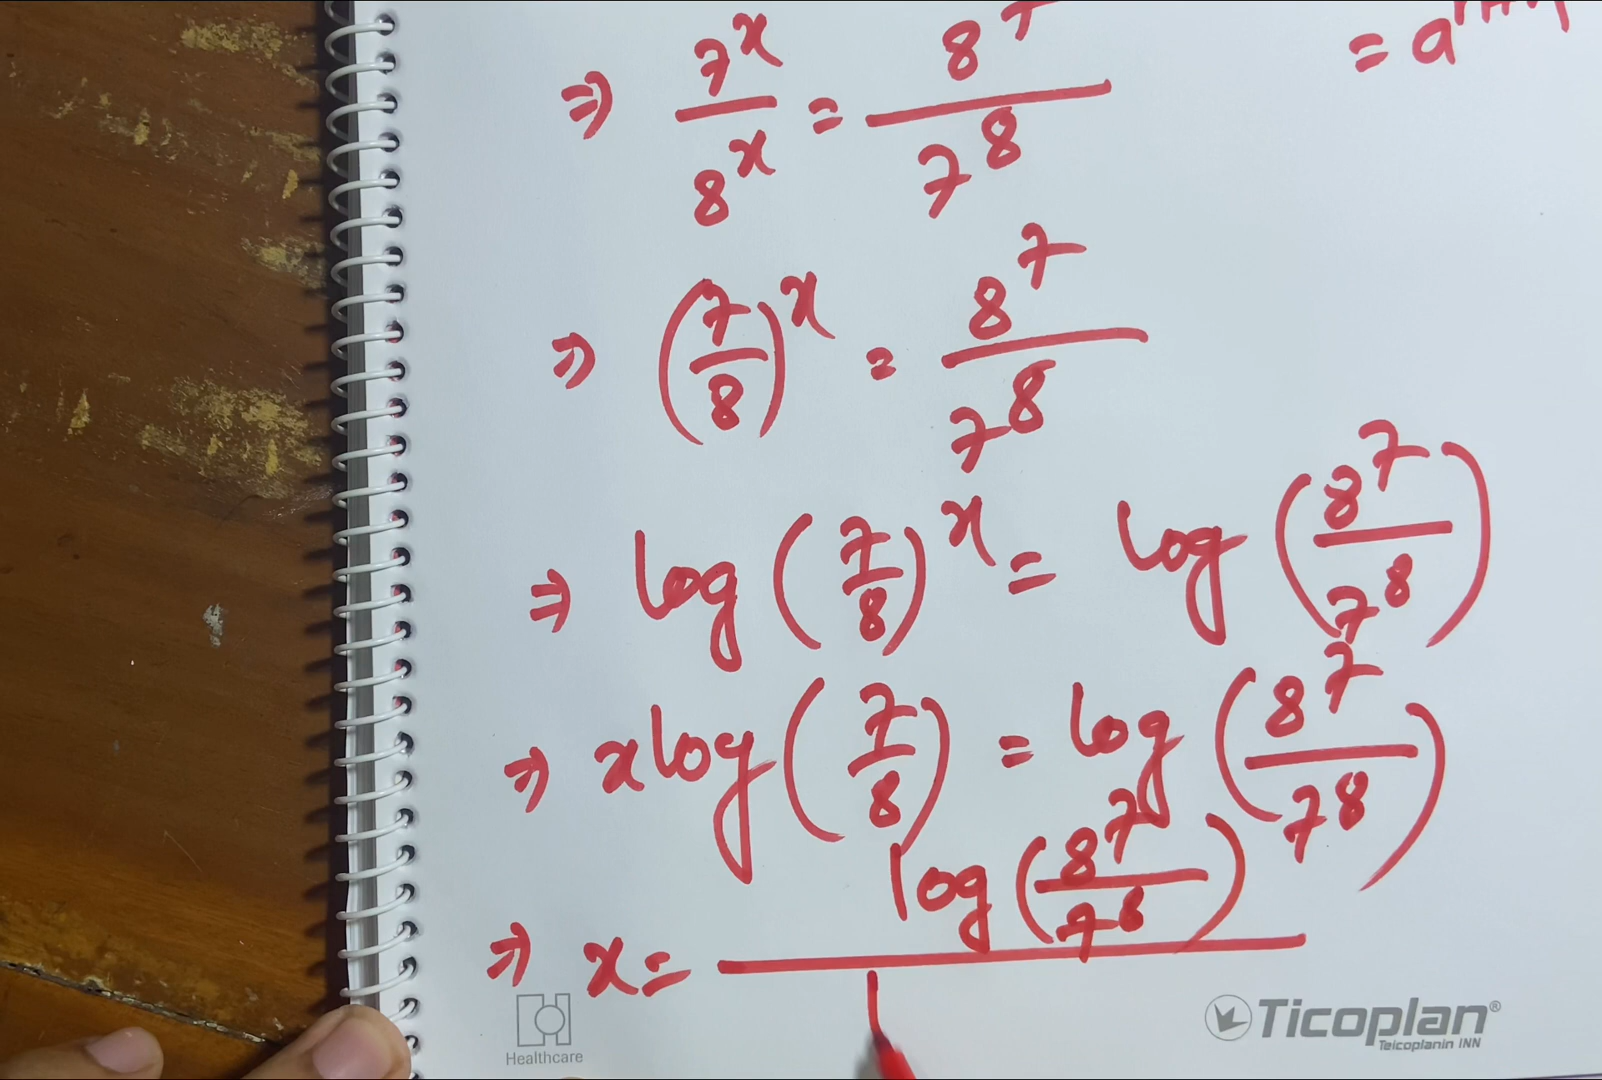 = a
⇒ 7^x/8^x = 8^7/7^8
⇒ (7/8)^x = 8^7/7^8
⇒ log (7/8)^x = log (8^7/7^8)
⇒ x log (7/8) = log (8^7/7^8)
⇒ x = log (8^7/7^8)
Healthcare
Ticoplan®
Teicoplanin INN